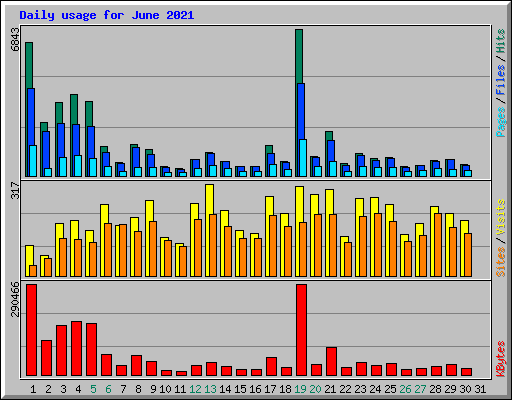 Daily usage for June 2021
6843
Pages / Files / Hits
317
Sites / Visits
290466
KBytes
1 2 3 4 5 6 7 8 9 10 11 12 13 14 15 16 17 18 19 20 21 22 23 24 25 26 27 28 29 30 31